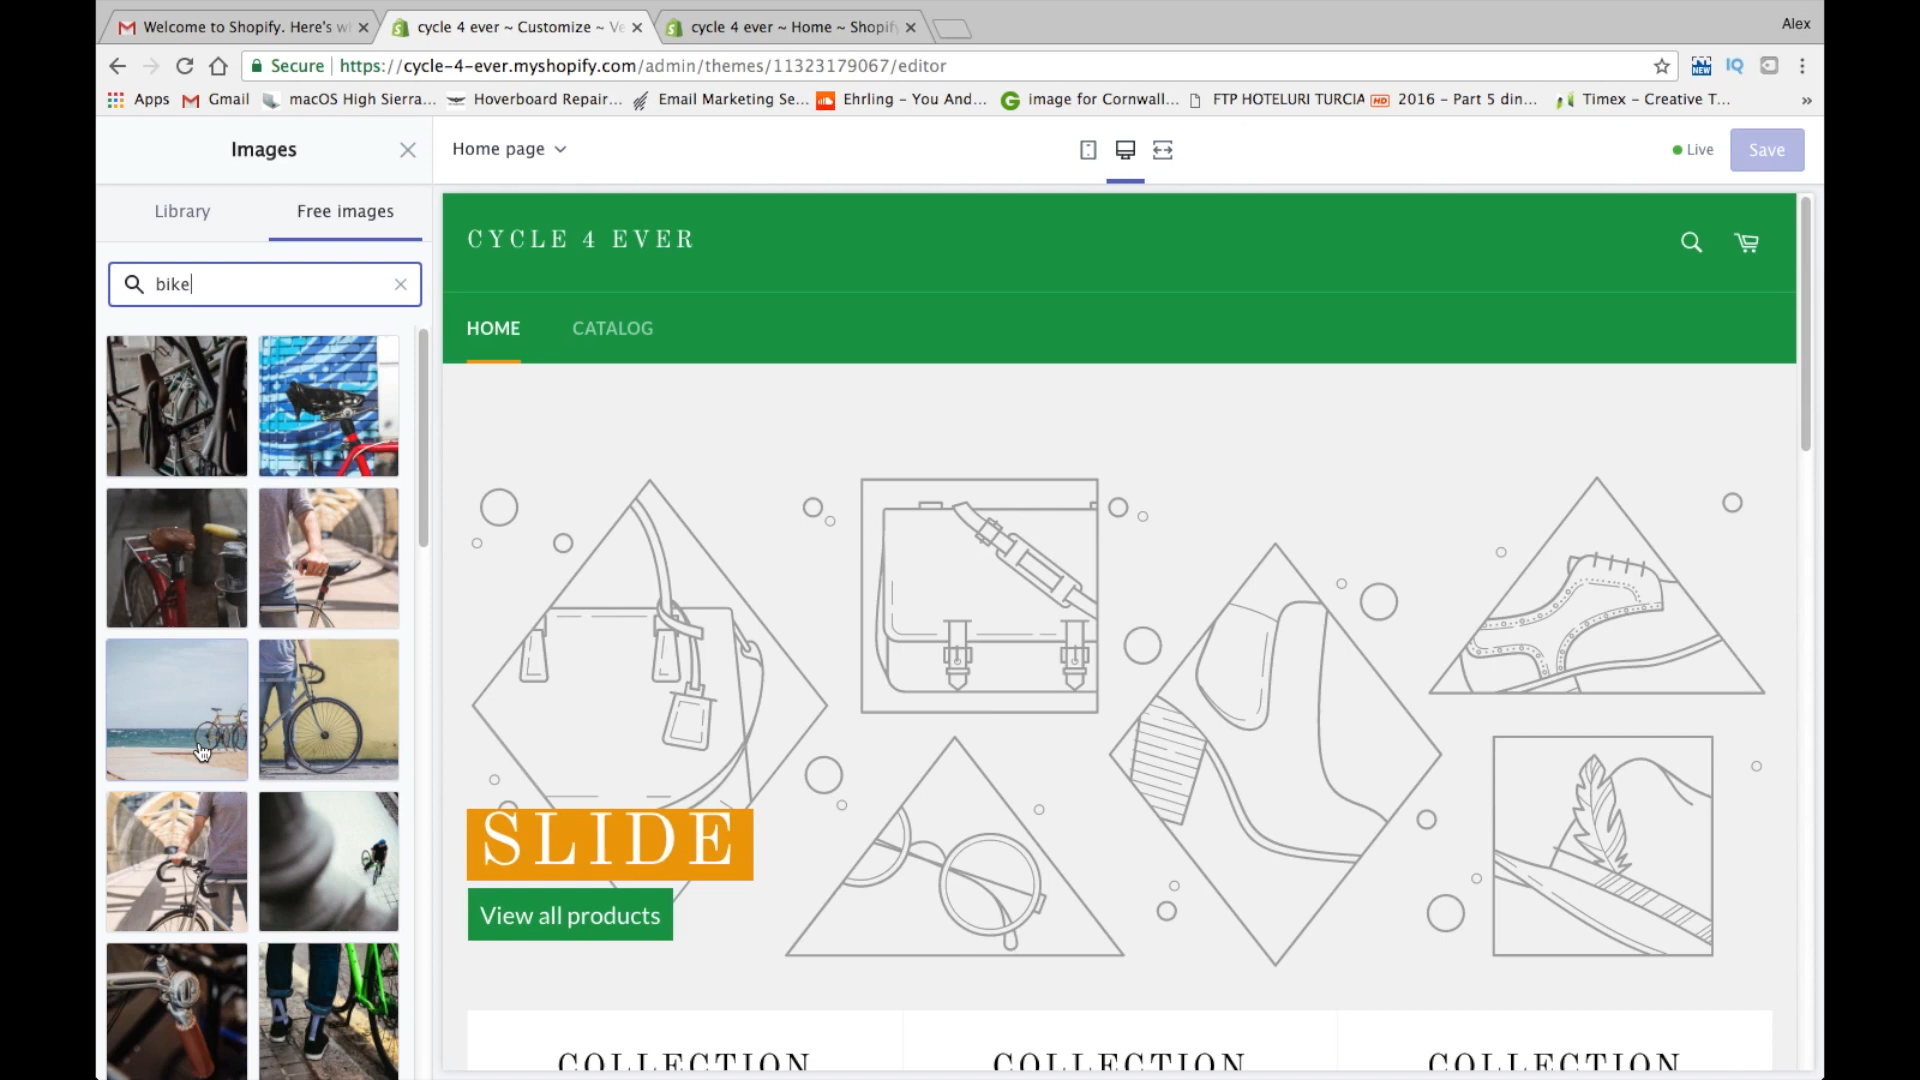 Welcome to Shopify. Here's w
cycle 4 ever ~ Customize ~ Ve
cycle 4 ever ~ Home ~ Shopif
Alex
Secure
https://cycle-4-ever.myshopify.com/admin/themes/11323179067/editor
NEW
IQ
Apps
Gmail
macOS High Sierra...
Hoverboard Repair...
Email Marketing Se...
Ehrling - You And...
image for Cornwall...
FTP HOTELURI TURCIA
HD
2016 - Part 5 din...
Timex - Creative T...
»
Images
Home page
Live
Save
Library
Free images
bike
CYCLE 4 EVER
HOME
CATALOG
SLIDE
View all products
COLLECTION
COLLECTION
COLLECTION